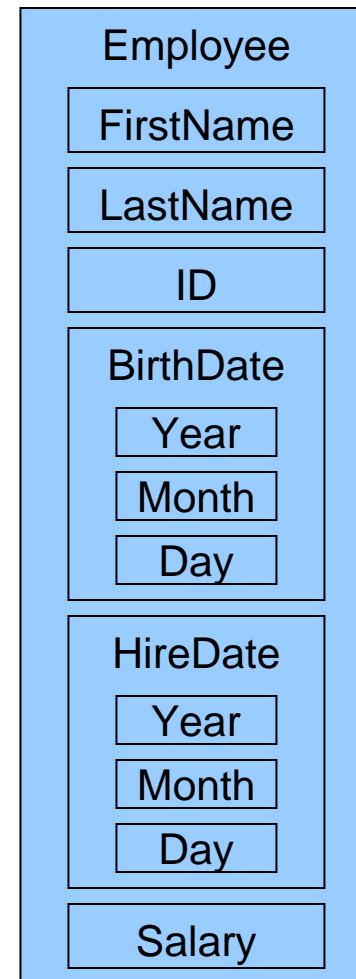 Employee
FirstName
LastName
ID
BirthDate
Year
Month
Day
HireDate
Year
Month
Day
Salary